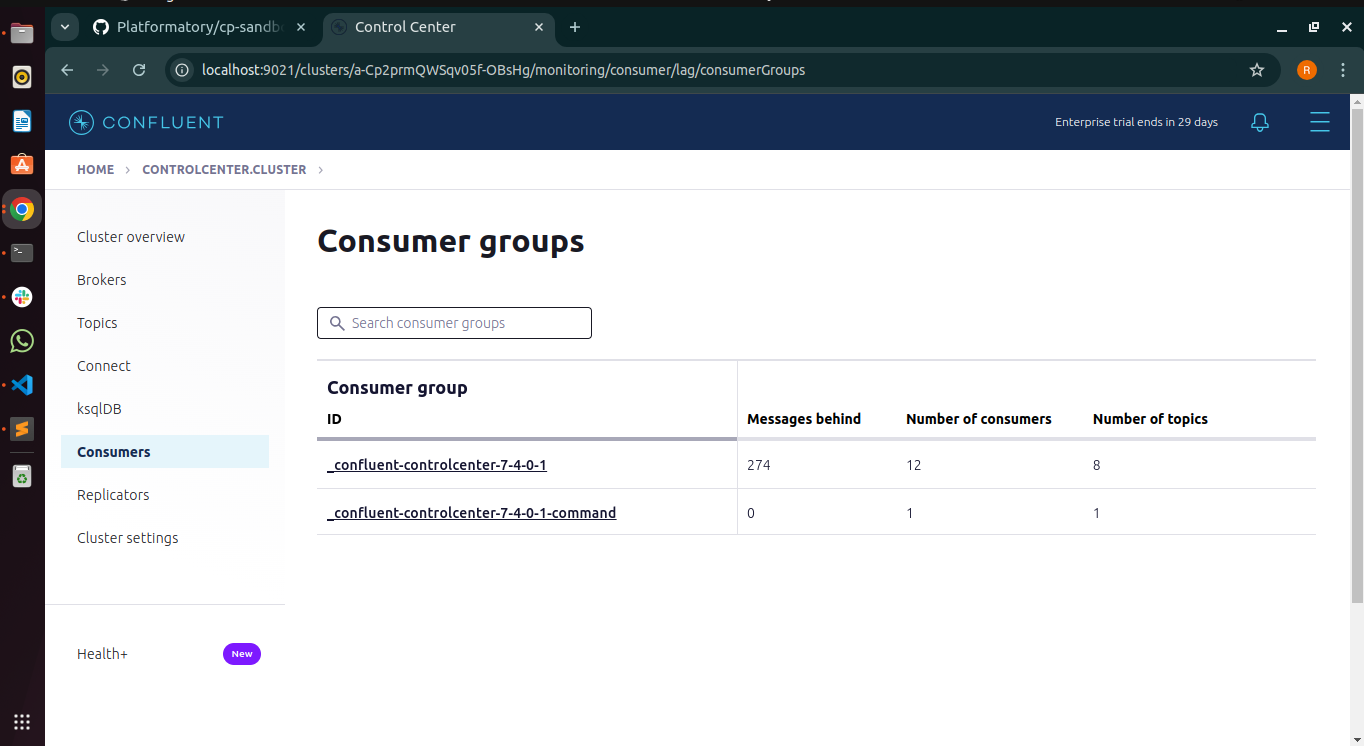 Platformatory/cp-sandb
Control Center
localhost:9021/clusters/a-Cp2prmQWSqv05f-OBsHg/monitoring/consumer/lag/consumerGroups
R
CONFLUENT
Enterprise trial ends in 29 days
HOME > CONTROLCENTER.CLUSTER >
Cluster overview
Brokers
Topics
Connect
ksqlDB
Consumers
Replicators
Cluster settings
Health+ New
Consumer groups
Search consumer groups
Consumer group
ID Messages behind Number of consumers Number of topics
_confluent-controlcenter-7-4-0-1 274 12 8
_confluent-controlcenter-7-4-0-1-command 0 1 1